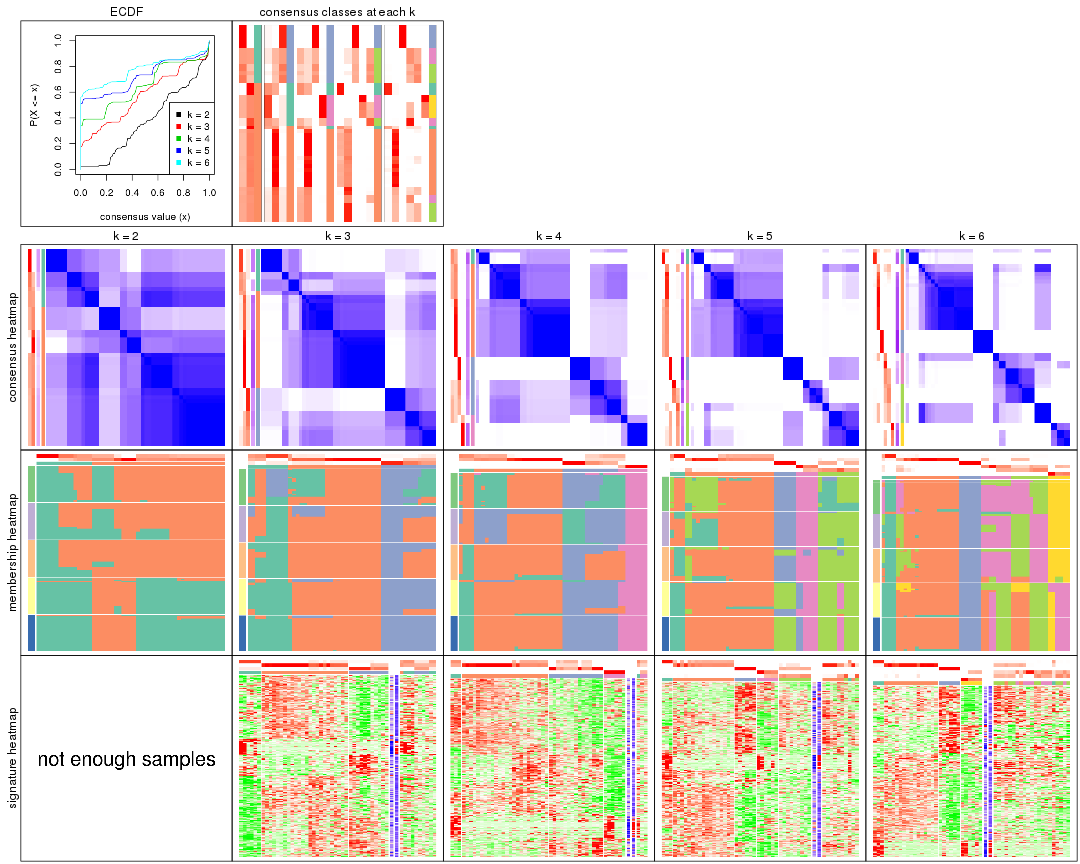 ECDF
consensus classes at each k
P(X <= x)
1.0
0.8
0.6
0.4
0.2
0.0
k = 2
k = 3
k = 4
k = 5
k = 6
0.0 0.2 0.4 0.6 0.8 1.0
consensus value (x)
k = 2
k = 3
k = 4
k = 5
k = 6
consensus heatmap
membership heatmap
signature heatmap
not enough samples